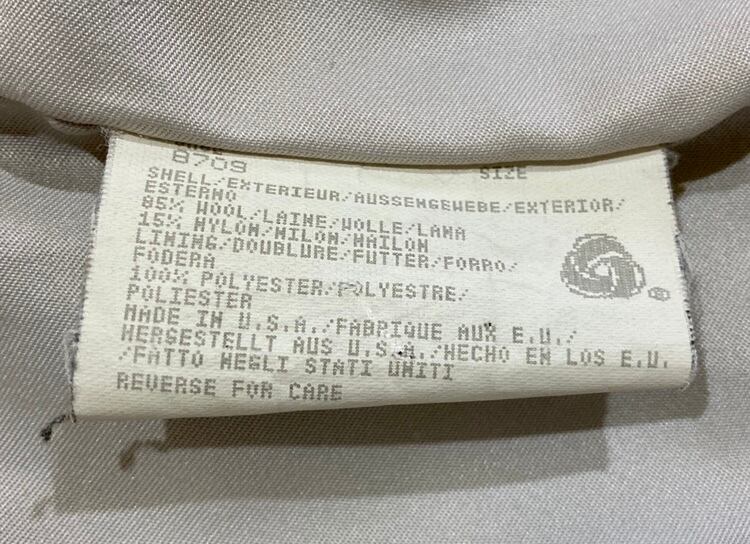 8709 SIZE
SHELL/EXTERIEUR/AUSSENGEWEBE/EXTERIOR/
ESTERNO
85% WOOL/LAINE/WOLLE/LANA
15% NYLON/NILON/NAILON
LINING/DOUBLURE/FUTTER/FORRO/
FODERA
100% POLYESTER/POLYESTRE/
POLIESTER
MADE IN U.S.A./FABRIQUE AUX E.U./
HERGESTELLT AUS U.S.A./HECHO EN LOS E.U.
/FATTO NEGLI STATI UNITI
REVERSE FOR CARE
®